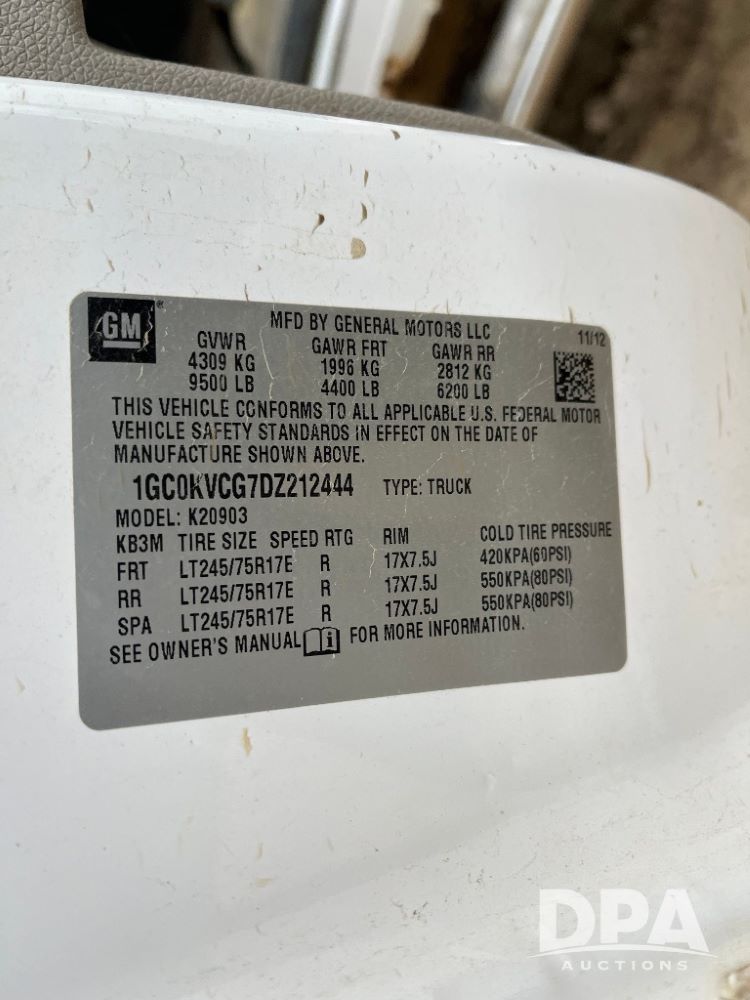 GM
MFD BY GENERAL MOTORS LLC
11/12
GVWR GAWR FRT GAWR RR
4309 KG 1996 KG 2812 KG
9500 LB 4400 LB 6200 LB
THIS VEHICLE CONFORMS TO ALL APPLICABLE U.S. FEDERAL MOTOR
VEHICLE SAFETY STANDARDS IN EFFECT ON THE DATE OF
MANUFACTURE SHOWN ABOVE.
1GC0KVCG7DZ212444 TYPE: TRUCK
MODEL: K20903
KB3M TIRE SIZE SPEED RTG RIM COLD TIRE PRESSURE
FRT LT245/75R17E R 17X7.5J 420KPA(60PSI)
RR LT245/75R17E R 17X7.5J 550KPA(80PSI)
SPA LT245/75R17E R 17X7.5J 550KPA(80PSI)
SEE OWNER'S MANUAL i FOR MORE INFORMATION.
DPA
AUCTIONS